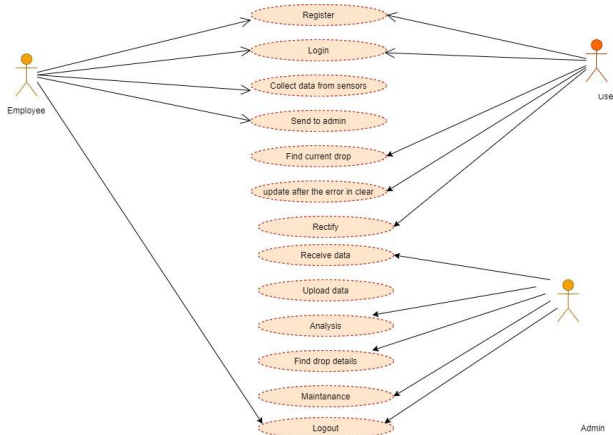 Register
Login
Employee
Use
Collect data from sensors
Send to admin
Find current drop
update after the error in clear
Rectify
Receive data
Upload data
Analysis
Find drop details
Maintanance
Logout
Admin